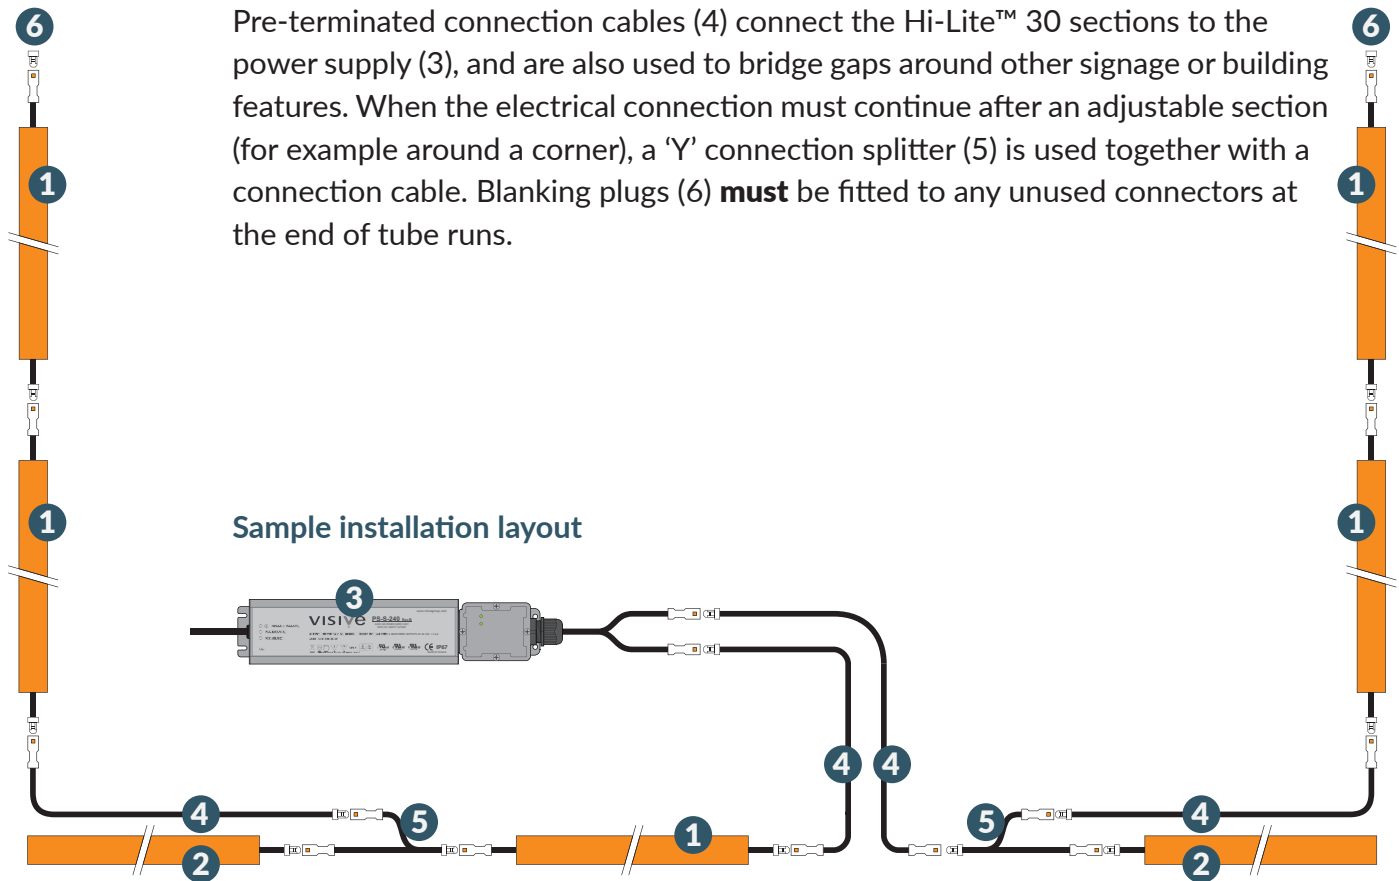 6
6
Pre-terminated connection cables (4) connect the Hi-Lite™ 30 sections to the
power supply (3), and are also used to bridge gaps around other signage or building
features. When the electrical connection must continue after an adjustable section
(for example around a corner), a ‘Y’ connection splitter (5) is used together with a
connection cable. Blanking plugs (6) must be fitted to any unused connectors at
the end of tube runs.
1
1
1
1
Sample installation layout
3
VISIVE PS-S-240
IP67
4
4
4
5
5
4
1
2
2